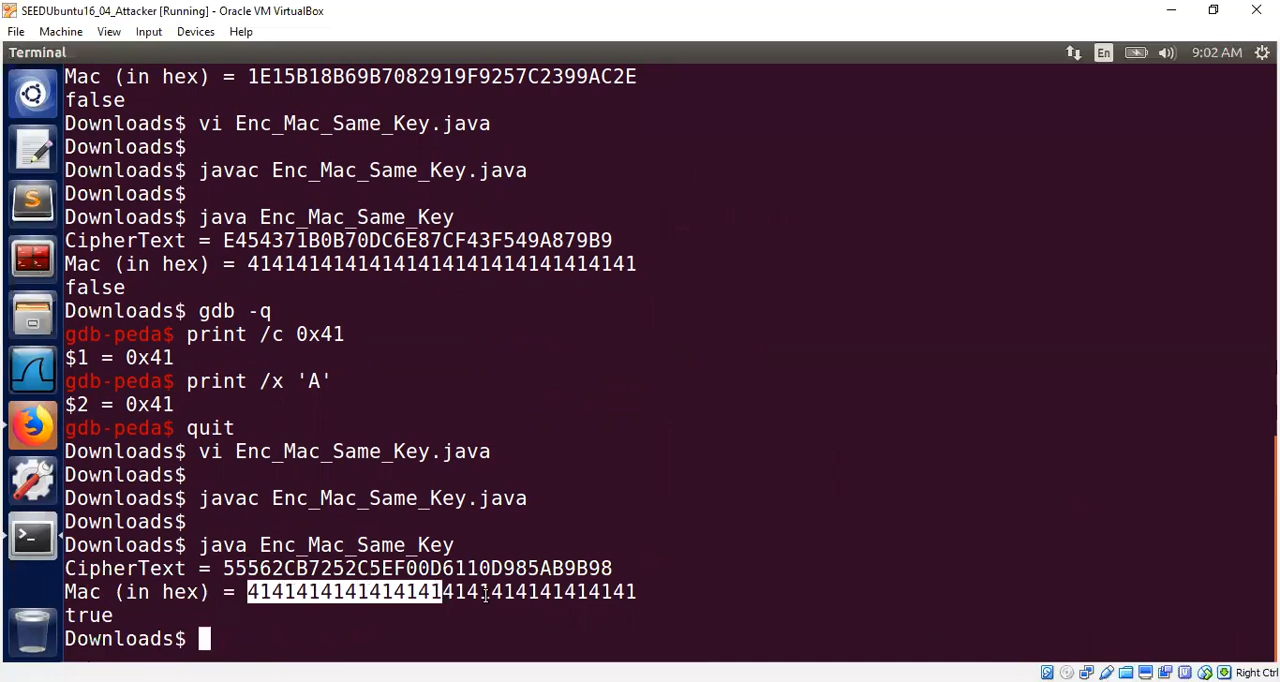 SEEDUbuntu16_04_Attacker [Running] - Oracle VM VirtualBox
File Machine View Input Devices Help
Terminal En 9:02 AM
Mac (in hex) = 1E15B18B69B7082919F9257C2399AC2E
false
Downloads$ vi Enc_Mac_Same_Key.java
Downloads$
Downloads$ javac Enc_Mac_Same_Key.java
Downloads$
Downloads$ java Enc_Mac_Same_Key
CipherText = E454371B0B70DC6E87CF43F549A879B9
Mac (in hex) = 41414141414141414141414141414141
false
Downloads$ gdb -q
gdb-peda$ print /c 0x41
$1 = 0x41
gdb-peda$ print /x 'A'
$2 = 0x41
gdb-peda$ quit
Downloads$ vi Enc_Mac_Same_Key.java
Downloads$
Downloads$ javac Enc_Mac_Same_Key.java
Downloads$
Downloads$ java Enc_Mac_Same_Key
CipherText = 55562CB7252C5EF00D6110D985AB9B98
Mac (in hex) = 41414141414141414141414141414141
true
Downloads$
Right Ctrl